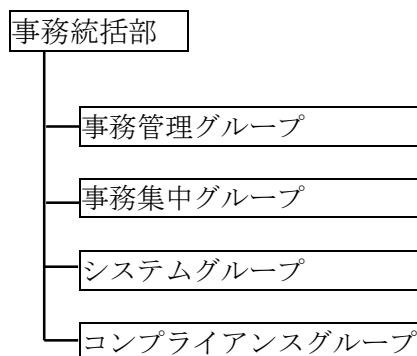 事務統括部
事務管理グループ
事務集中グループ
システムグループ
コンプライアンスグループ